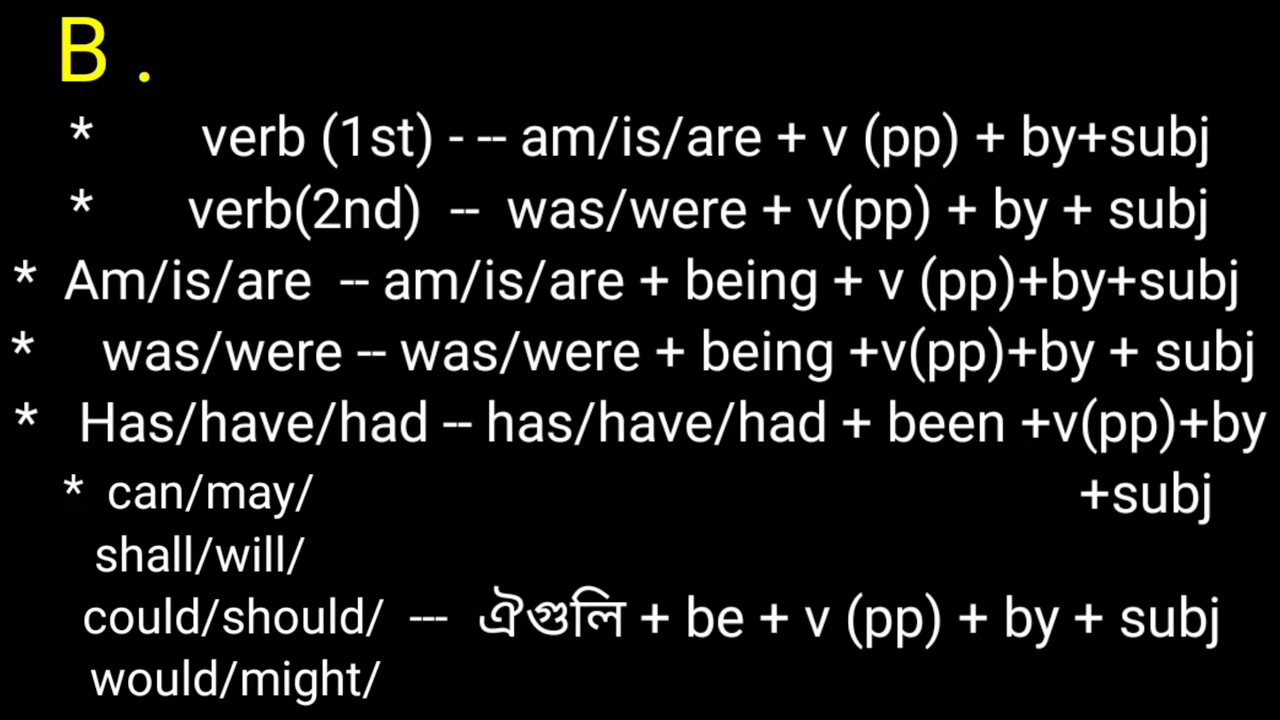 B .
* verb (1st) - -- am/is/are + v (pp) + by+subj
* verb(2nd) -- was/were + v(pp) + by + subj
* Am/is/are -- am/is/are + being + v (pp)+by+subj
* was/were -- was/were + being +v(pp)+by + subj
* Has/have/had -- has/have/had + been +v(pp)+by
* can/may/ +subj
shall/will/
could/should/ --- ঐগুলি + be + v (pp) + by + subj
would/might/